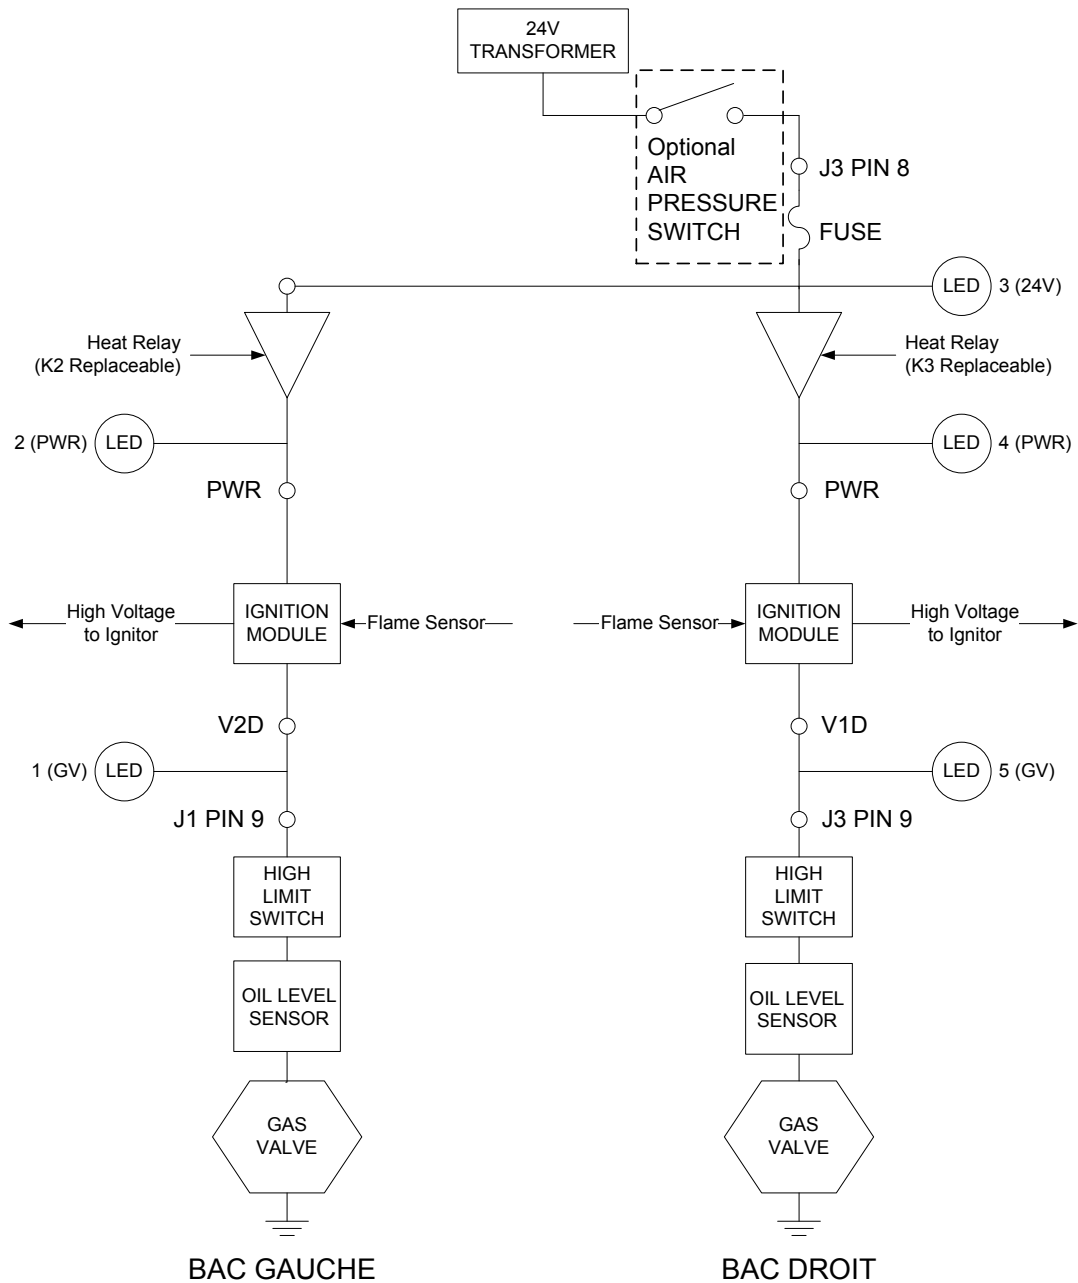 24V
TRANSFORMER
Optional
AIR
PRESSURE
SWITCH
J3 PIN 8
FUSE
LED
3 (24V)
Heat Relay
(K2 Replaceable)
Heat Relay
(K3 Replaceable)
2 (PWR)
LED
LED
4 (PWR)
PWR
PWR
High Voltage
to Ignitor
IGNITION
MODULE
Flame Sensor
Flame Sensor
IGNITION
MODULE
High Voltage
to Ignitor
V2D
V1D
1 (GV)
LED
LED
5 (GV)
J1 PIN 9
J3 PIN 9
HIGH
LIMIT
SWITCH
HIGH
LIMIT
SWITCH
OIL LEVEL
SENSOR
OIL LEVEL
SENSOR
GAS
VALVE
GAS
VALVE
BAC GAUCHE
BAC DROIT